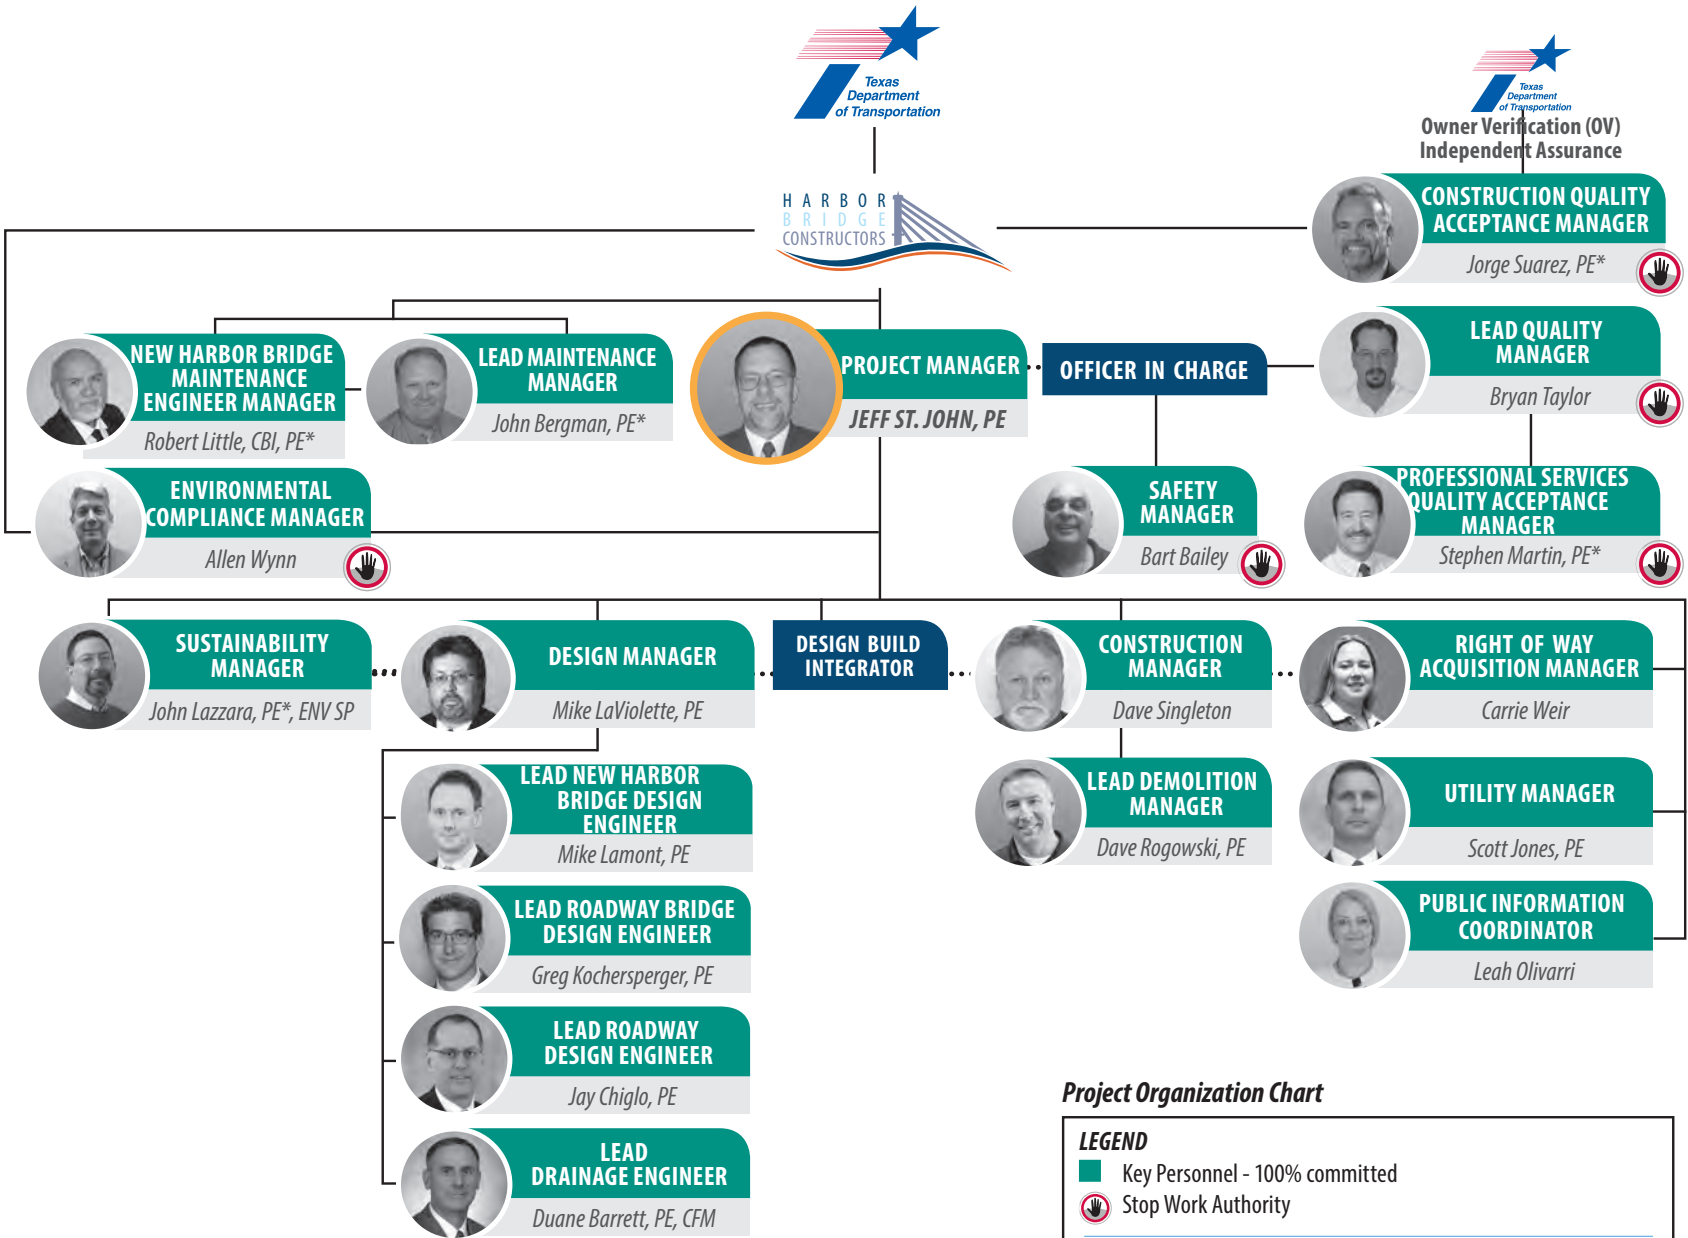 Texas
Department
of Transportation
Texas
Department
of Transportation
Owner Verification (OV)
Independent Assurance
HARBOR
BRIDGE
CONSTRUCTORS
CONSTRUCTION QUALITY
ACCEPTANCE MANAGER
Jorge Suarez, PE*
NEW HARBOR BRIDGE
MAINTENANCE
ENGINEER MANAGER
Robert Little, CBI, PE*
LEAD MAINTENANCE
MANAGER
John Bergman, PE*
PROJECT MANAGER
JEFF ST. JOHN, PE
OFFICER IN CHARGE
LEAD QUALITY
MANAGER
Bryan Taylor
ENVIRONMENTAL
COMPLIANCE MANAGER
Allen Wynn
SAFETY
MANAGER
Bart Bailey
PROFESSIONAL SERVICES
QUALITY ACCEPTANCE
MANAGER
Stephen Martin, PE*
SUSTAINABILITY
MANAGER
John Lazzara, PE*, ENV SP
DESIGN MANAGER
Mike LaViolette, PE
DESIGN BUILD
INTEGRATOR
CONSTRUCTION
MANAGER
Dave Singleton
RIGHT OF WAY
ACQUISITION MANAGER
Carrie Weir
LEAD NEW HARBOR
BRIDGE DESIGN
ENGINEER
Mike Lamont, PE
LEAD DEMOLITION
MANAGER
Dave Rogowski, PE
UTILITY MANAGER
Scott Jones, PE
LEAD ROADWAY BRIDGE
DESIGN ENGINEER
Greg Kochersperger, PE
PUBLIC INFORMATION
COORDINATOR
Leah Olivarri
LEAD ROADWAY
DESIGN ENGINEER
Jay Chiglo, PE
LEAD
DRAINAGE ENGINEER
Duane Barrett, PE, CFM
Project Organization Chart
LEGEND
Key Personnel - 100% committed
Stop Work Authority